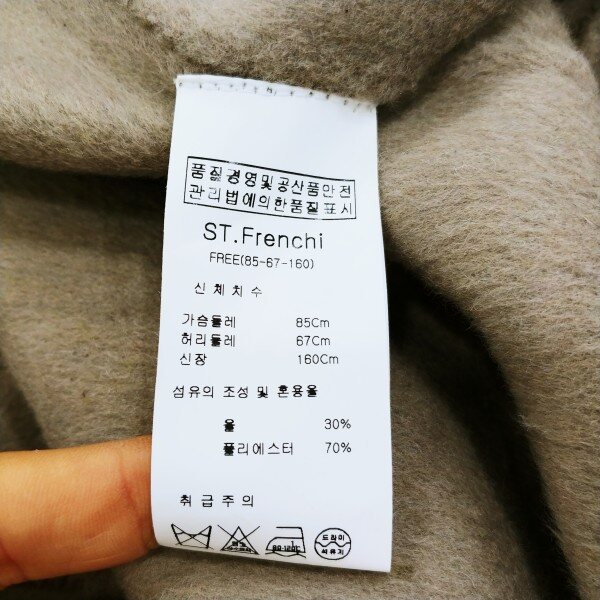 품질경영및공산품안전
관리법에의한품질표시
ST.Frenchi
FREE(85-67-160)
신체치수
가슴둘레 85Cm
허리둘레 67Cm
신장 160Cm
섬유의 조성 및 혼용율
울 30%
폴리에스터 70%
취급주의
드라이